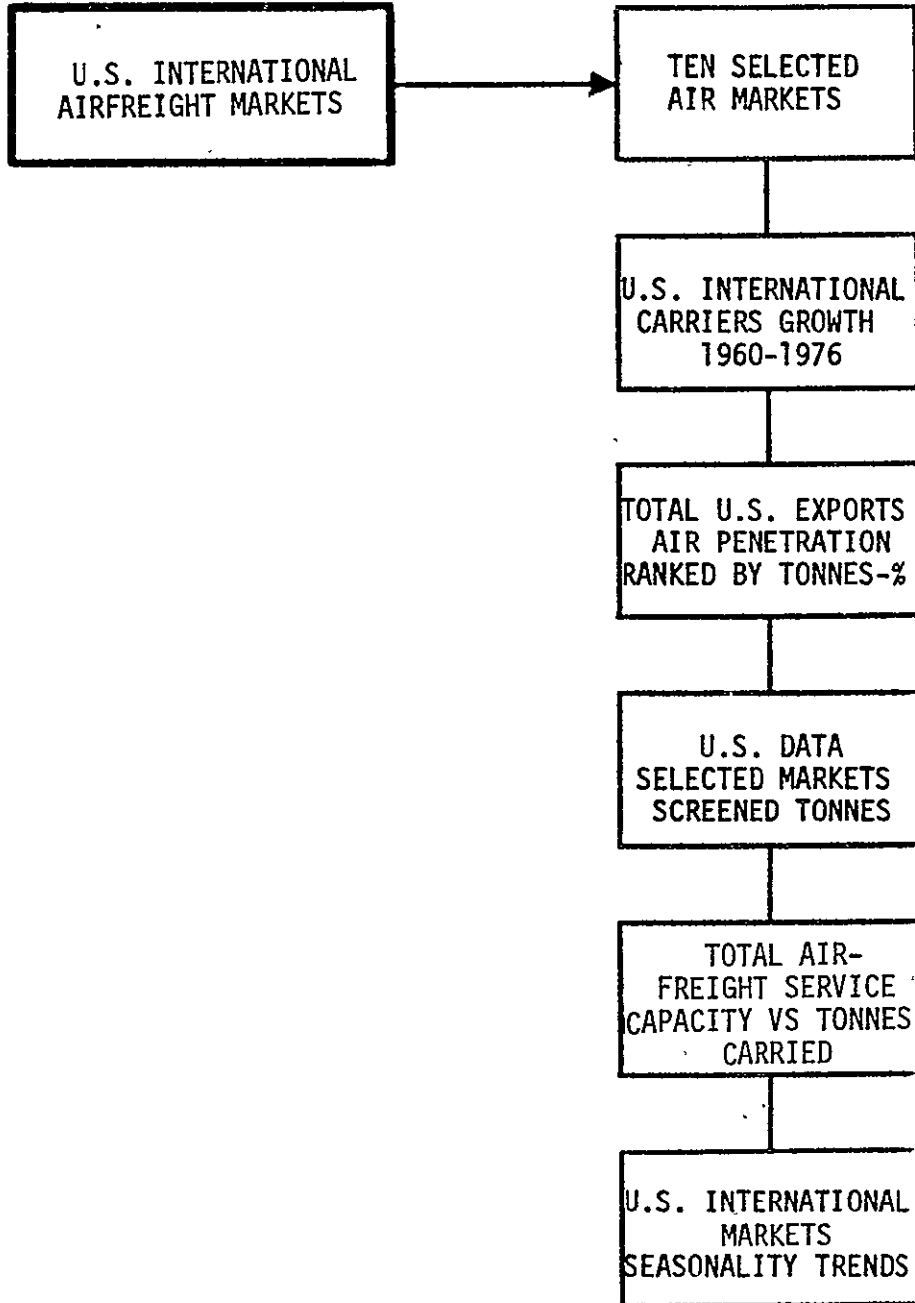 U.S. INTERNATIONAL
AIRFREIGHT MARKETS
TEN SELECTED
AIR MARKETS
U.S. INTERNATIONAL
CARRIERS GROWTH
1960-1976
TOTAL U.S. EXPORTS
AIR PENETRATION
RANKED BY TONNES-%
U.S. DATA
SELECTED MARKETS
SCREENED TONNES
TOTAL AIR-
FREIGHT SERVICE
CAPACITY VS TONNES
CARRIED
U.S. INTERNATIONAL
MARKETS
SEASONALITY TRENDS